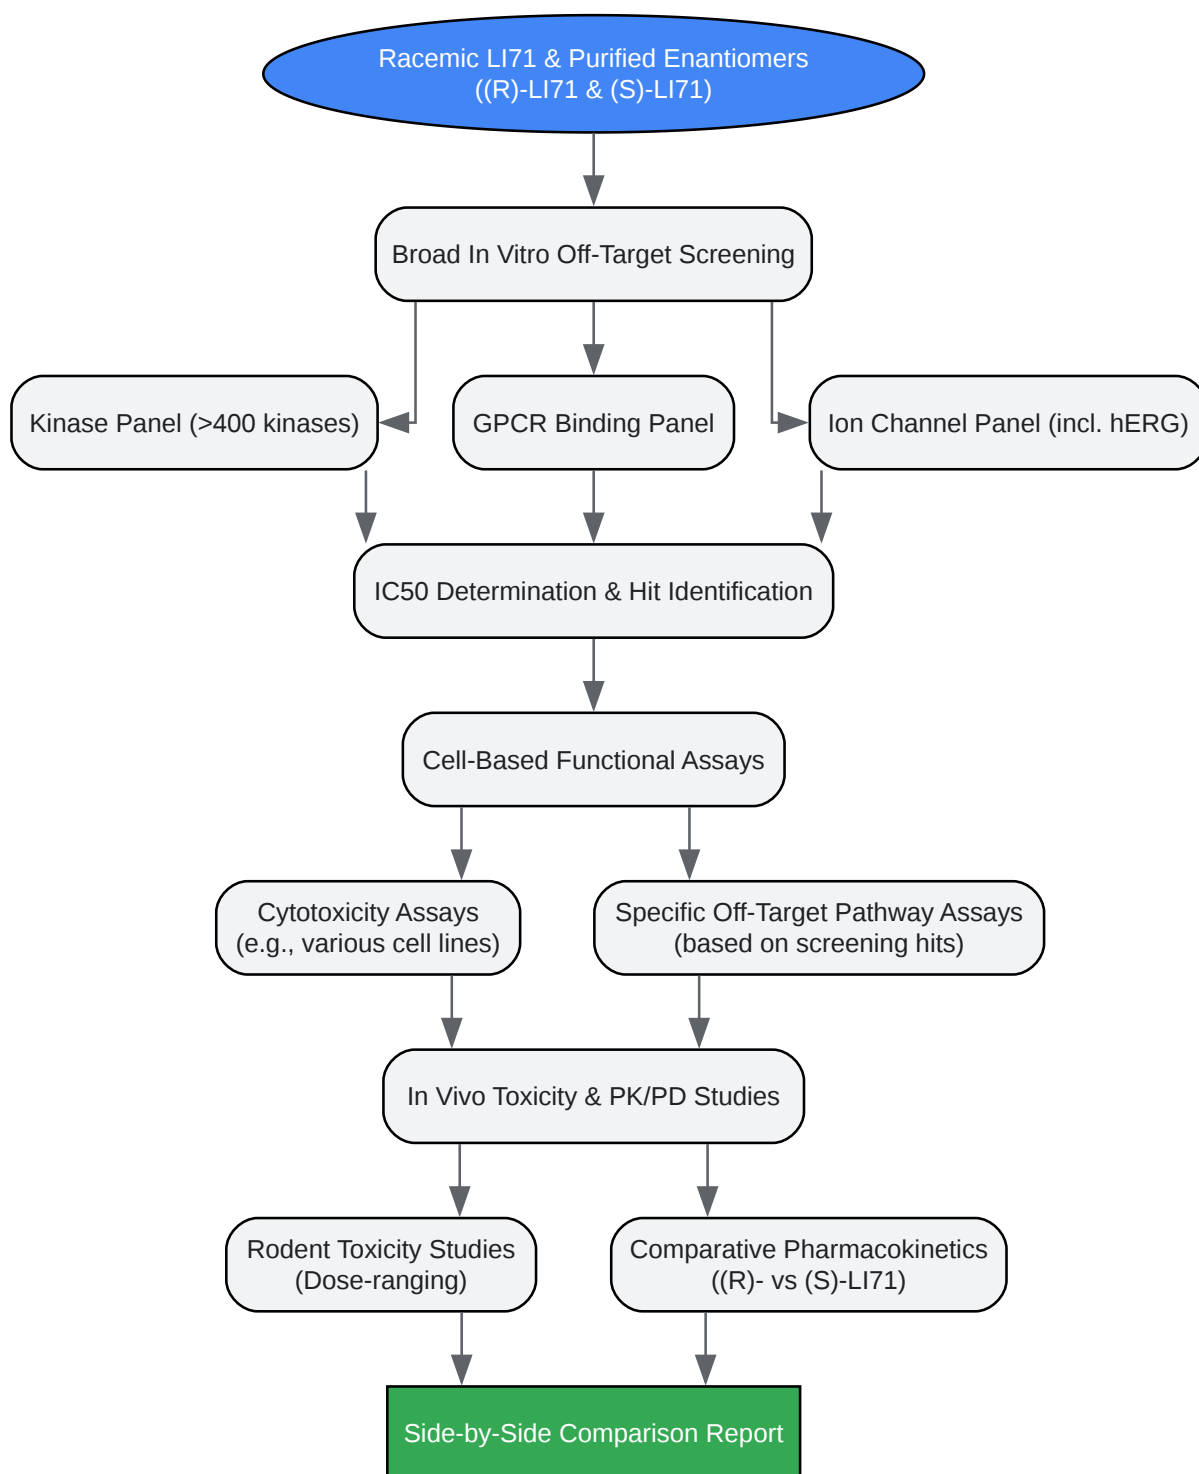 Racemic LI71 & Purified Enantiomers
((R)-LI71 & (S)-LI71)
Broad In Vitro Off-Target Screening
Kinase Panel (>400 kinases)
GPCR Binding Panel
Ion Channel Panel (incl. hERG)
IC50 Determination & Hit Identification
Cell-Based Functional Assays
Cytotoxicity Assays
(e.g., various cell lines)
Specific Off-Target Pathway Assays
(based on screening hits)
In Vivo Toxicity & PK/PD Studies
Rodent Toxicity Studies
(Dose-ranging)
Comparative Pharmacokinetics
((R)- vs (S)-LI71)
Side-by-Side Comparison Report